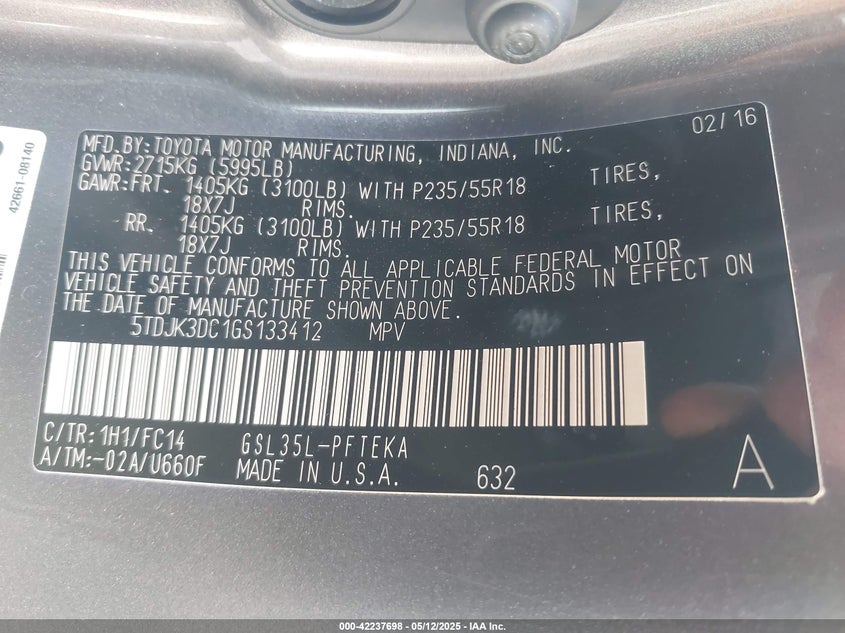 02/16
MFD.BY:TOYOTA MOTOR MANUFACTURING, INDIANA, INC.
GVWR:2715KG (5995LB)
GAWR:FRT. 1405KG (3100LB) WITH P235/55R18 TIRES,
18X7J RIMS.
RR. 1405KG (3100LB) WITH P235/55R18 TIRES,
18X7J RIMS.
THIS VEHICLE CONFORMS TO ALL APPLICABLE FEDERAL MOTOR
VEHICLE SAFETY AND THEFT PREVENTION STANDARDS IN EFFECT ON
THE DATE OF MANUFACTURE SHOWN ABOVE.
5TDJK3DC1GS133412 MPV
C/TR:1H1/FC14 GSL35L-PFTEKA
A/TM:-02A/U660F MADE IN U.S.A. 632 A
42661-08140
000-42237698 - 05/12/2025 - IAA Inc.